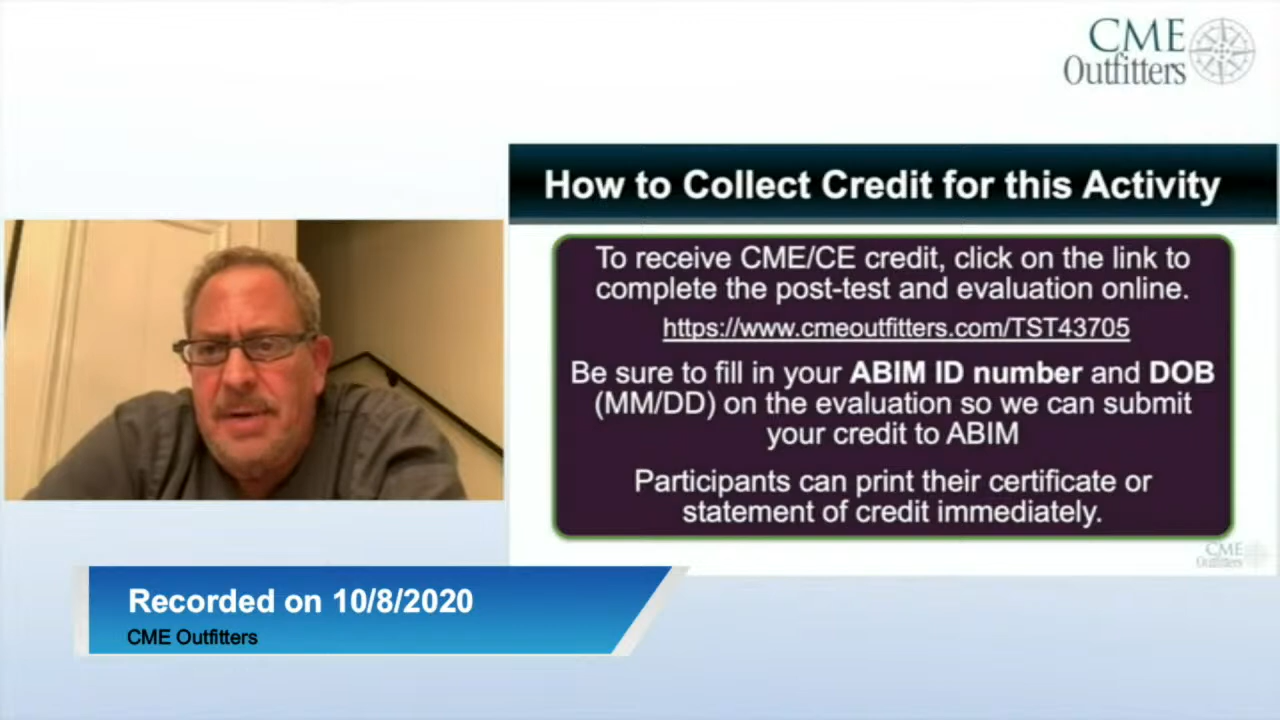 CME
Outfitters
How to Collect Credit for this Activity
To receive CME/CE credit, click on the link to
complete the post-test and evaluation online.
https://www.cmeoutfitters.com/TST43705
Be sure to fill in your ABIM ID number and DOB
(MM/DD) on the evaluation so we can submit
your credit to ABIM
Participants can print their certificate or
statement of credit immediately.
CME
Outfitters
Recorded on 10/8/2020
CME Outfitters